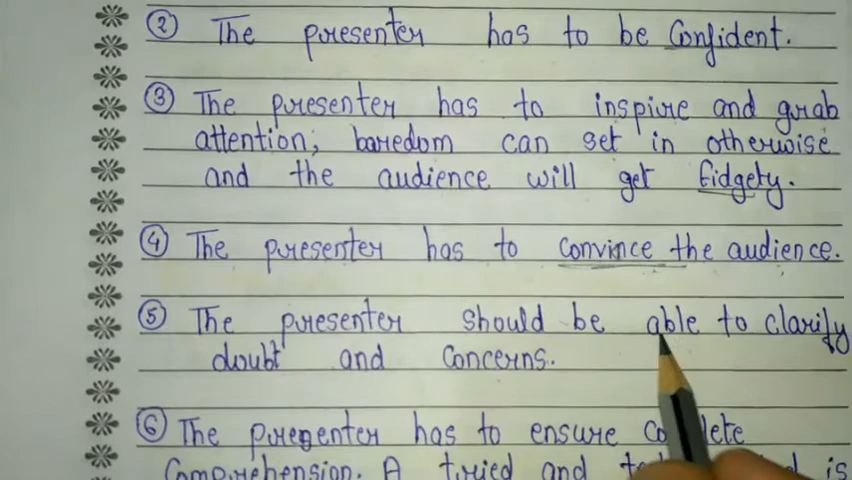 ② The presenter has to be Confident.
③ The presenter has to inspire and grab
attention; baredom can set in otherwise
and the audience will get fidgety.
④ The presenter has to convince the audience.
⑤ The presenter should be able to clarify
doubt and concerns.
⑥ The presenter has to ensure
Comprehension. A and is